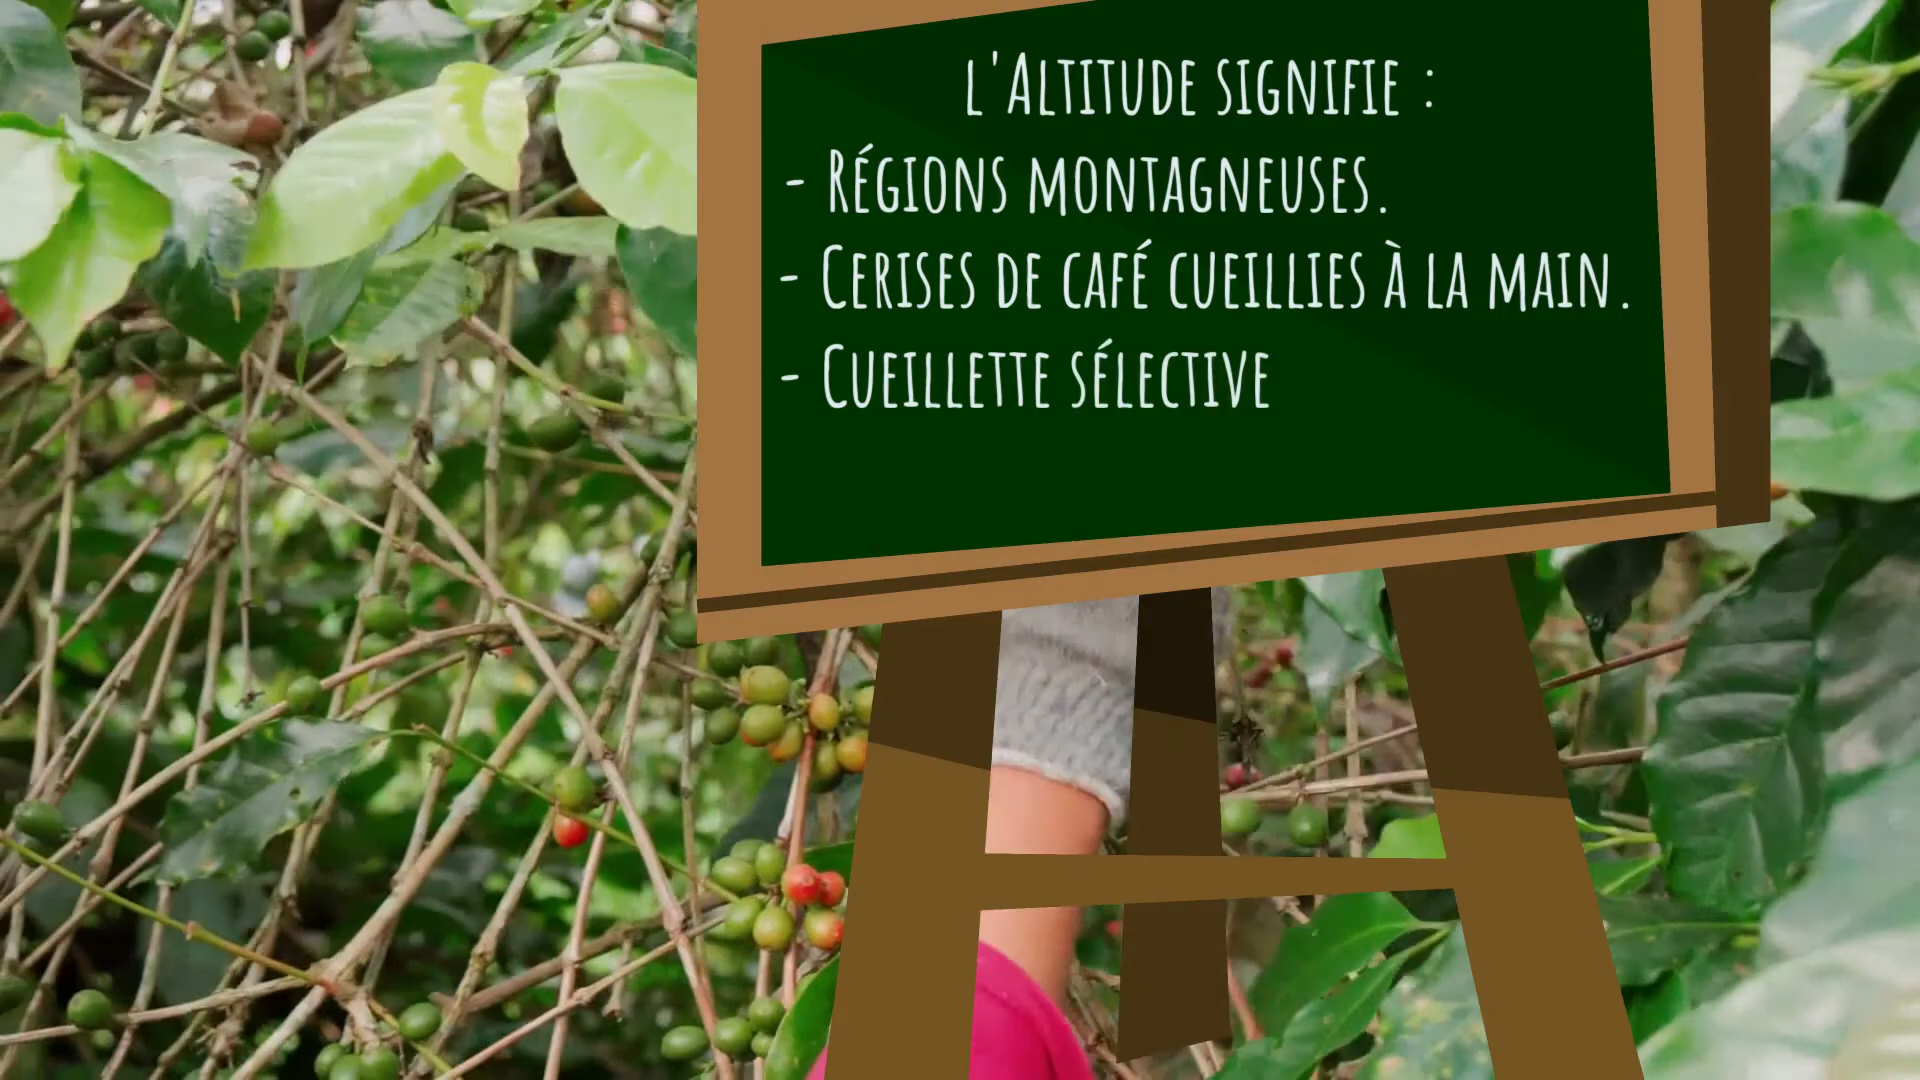 L'Altitude signifie :
- Régions montagneuses.
- Cerises de café cueillies à la main.
- Cueillette sélective